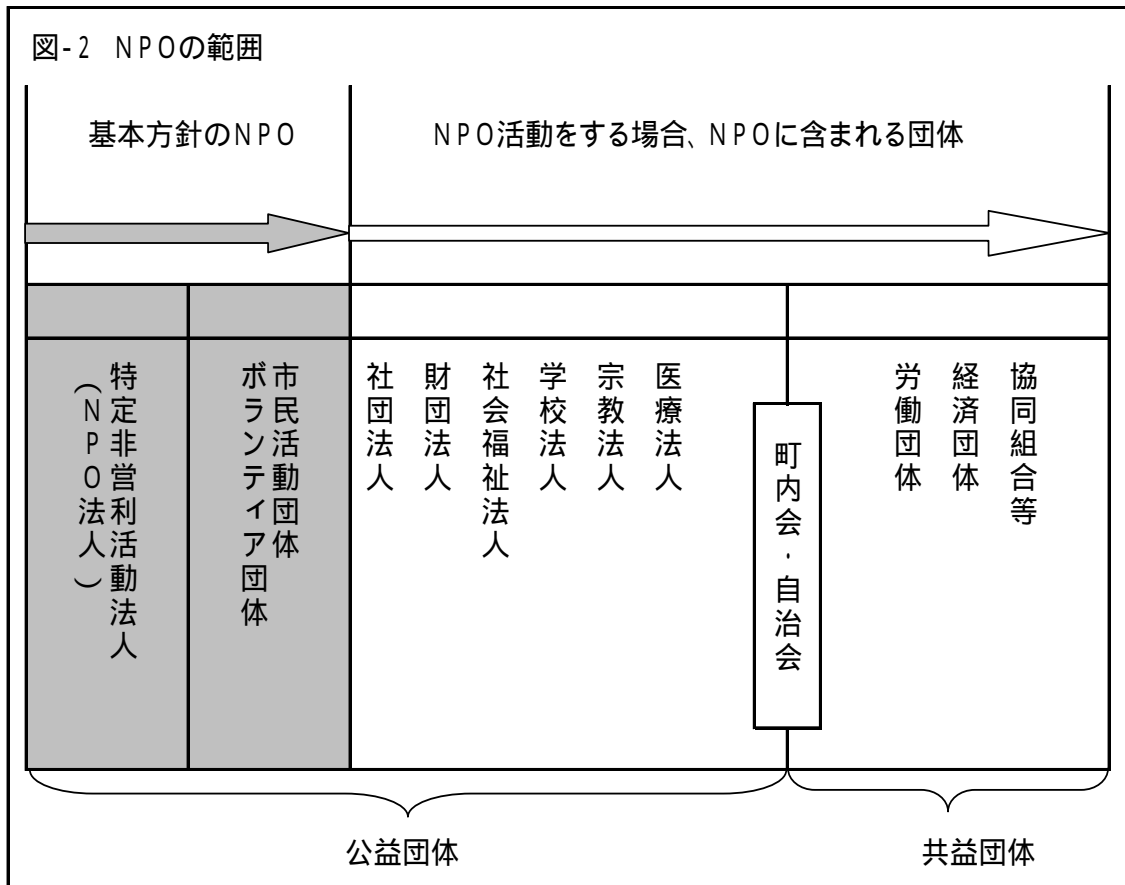 図-2 NPOの範囲
基本方針のNPO
NPO活動をする場合、NPOに含まれる団体
特定非営利活動法人
(NPO法人)
市民活動団体
ボランティア団体
社団法人
財団法人
社会福祉法人
学校法人
宗教法人
医療法人
町内会・自治会
労働団体
経済団体
協同組合等
公益団体
共益団体